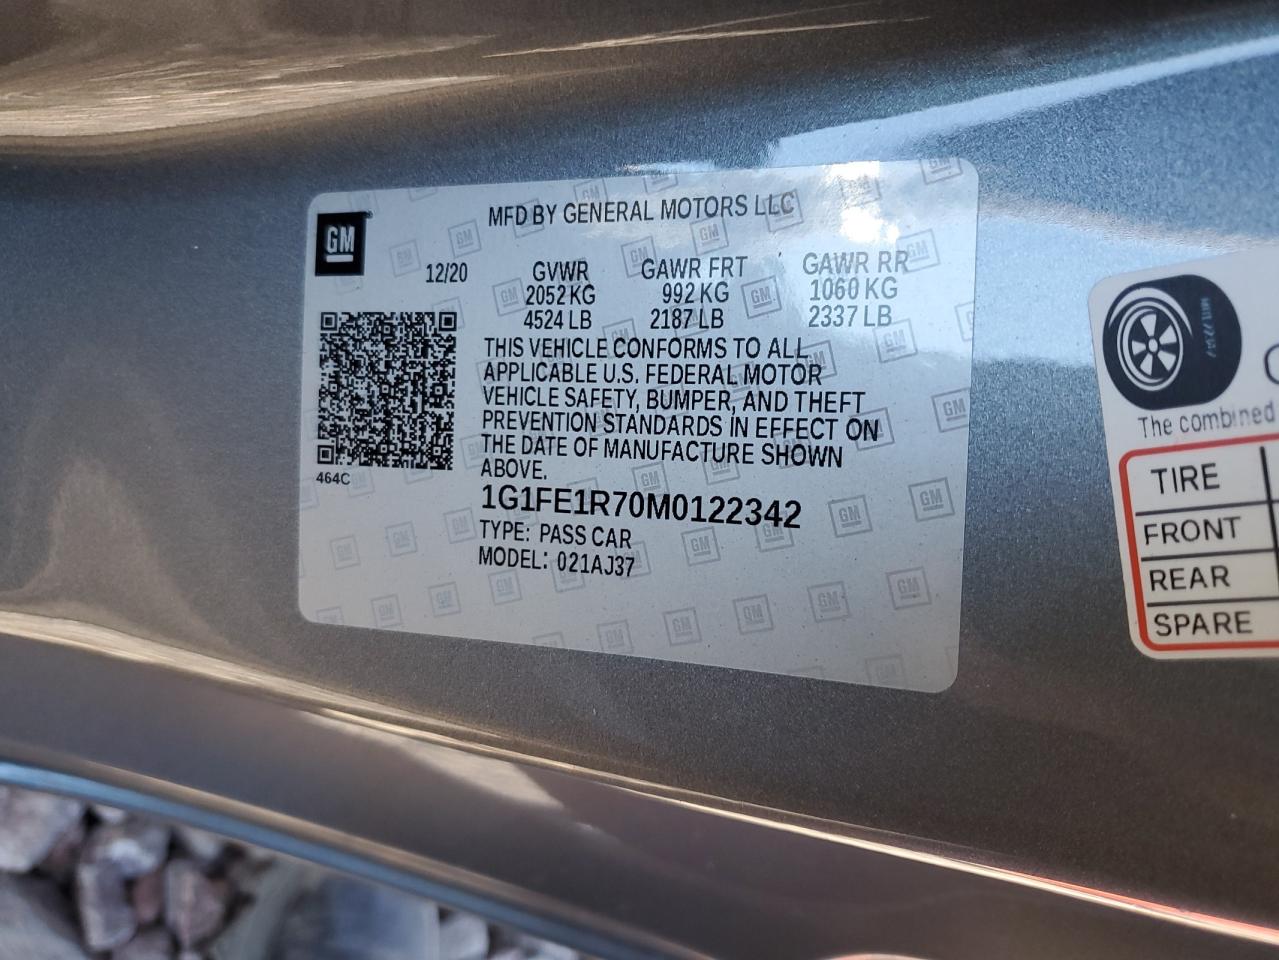 MFD BY GENERAL MOTORS LLC
GM
12/20
GVWR GAWR FRT GAWR RR
2052 KG 992 KG 1060 KG
4524 LB 2187 LB 2337 LB
THIS VEHICLE CONFORMS TO ALL
APPLICABLE U.S. FEDERAL MOTOR
VEHICLE SAFETY, BUMPER, AND THEFT
PREVENTION STANDARDS IN EFFECT ON
THE DATE OF MANUFACTURE SHOWN
ABOVE.
464C
1G1FE1R70M0122342
TYPE: PASS CAR
MODEL: 021AJ37
The combined
TIRE
FRONT
REAR
SPARE